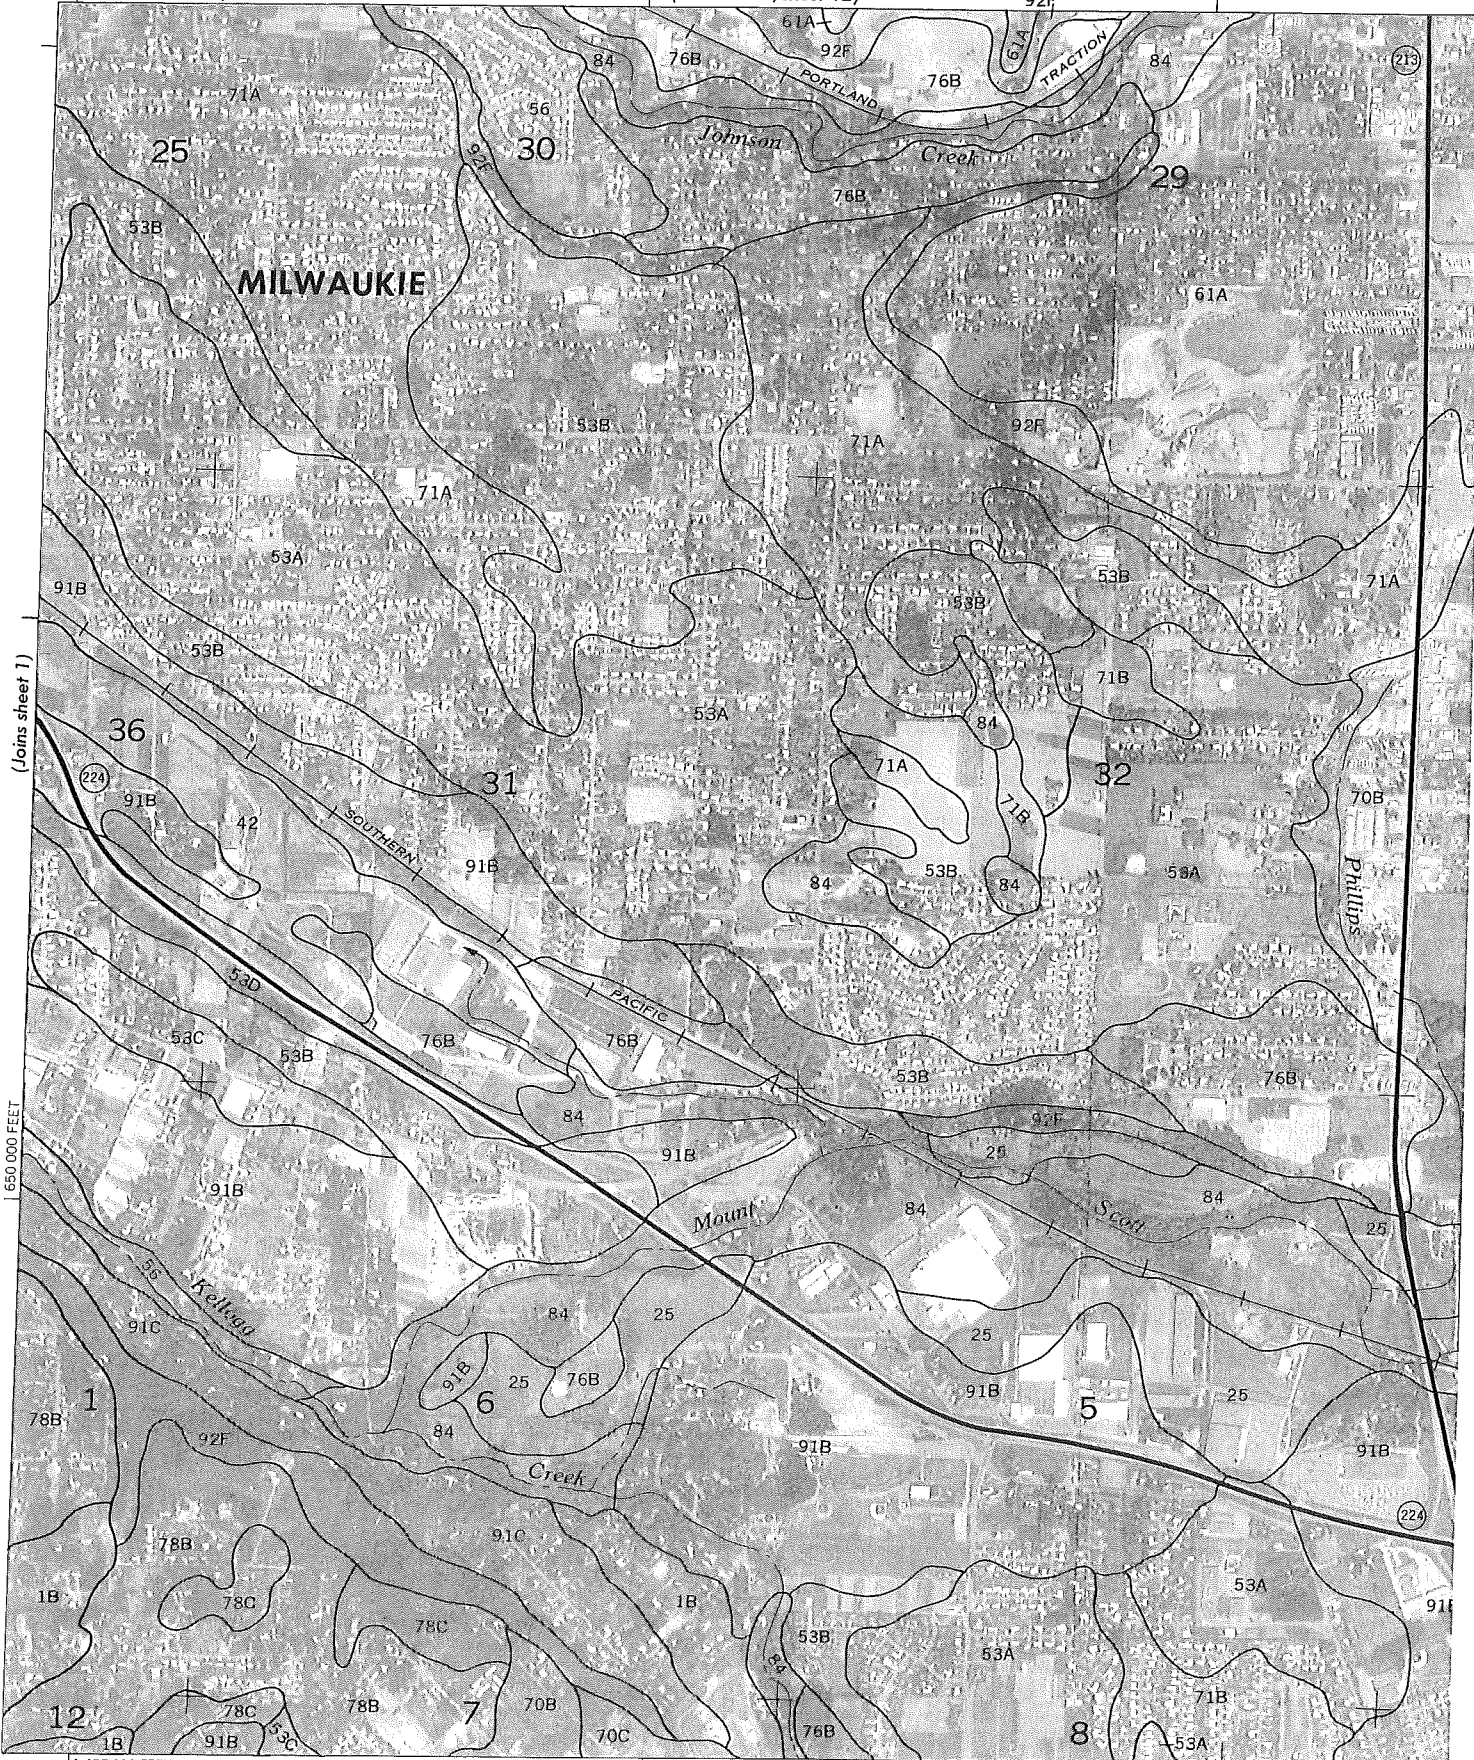 92F
61A
92F
61A
84
76B
PORTLAND
76B
TRACTION
84
213
71A
56
25
30
Johnson
Creek
92F
29
76B
53B
MILWAUKIE
61A
53B
71A
92F
71A
53A
91B
53B
53B
71A
53B
(Joins sheet 1)
71B
53A
84
36
224
71A
31
32
91B
42
71B
70B
SOUTHERN
91B
53B
84
84
53A
Phillips
53D
PACIFIC
53C
53B
76B
76B
53B
76B
650 000 FEET
84
92F
91B
25
91B
Mount
84
Scott
84
25
56
Kellogg
91C
84
25
25
91B
25
76B
91B
25
1
6
5
78B
92F
84
91B
91B
Creek
224
91C
78B
1B
78C
1B
53A
78C
53B
53A
84
78C
78B
7
70B
71B
12
1B
91B
53C
70C
76B
8
53A